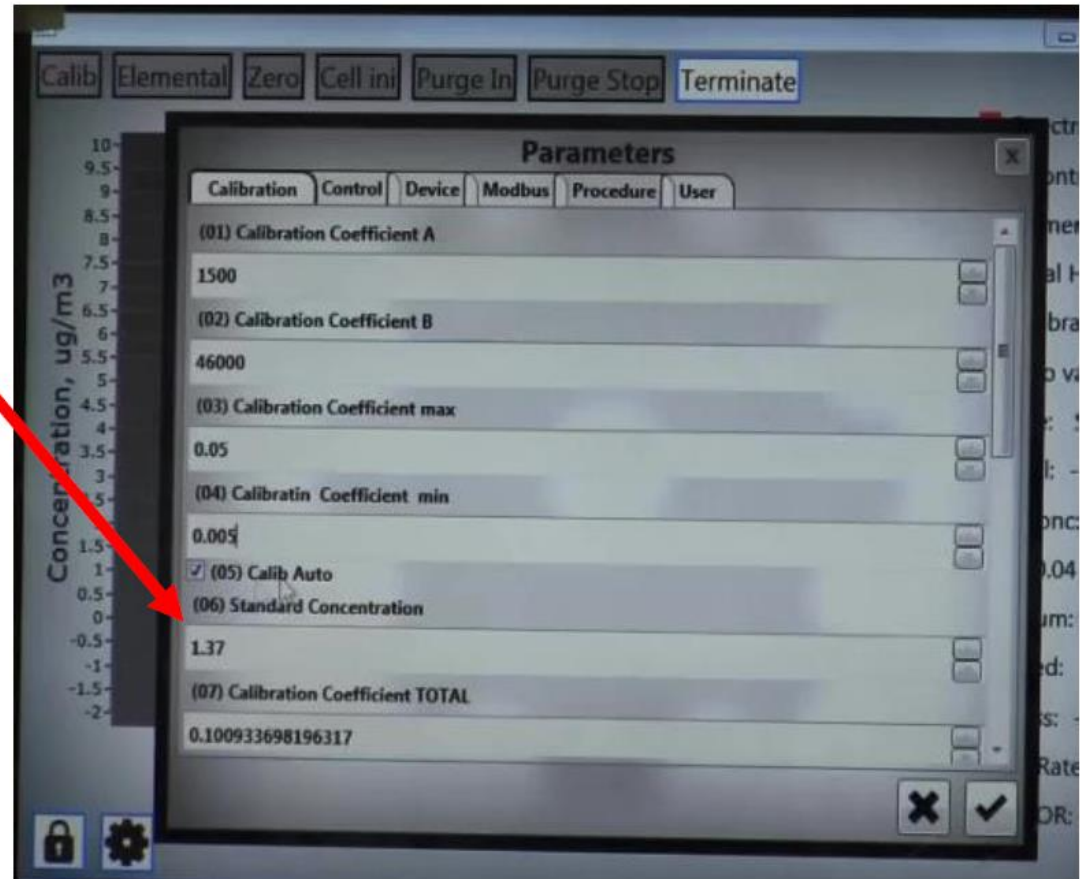 Calib Elemental Zero Cell ini Purge In Purge Stop Terminate
Parameters
x
Calibration Control Device Modbus Procedure User
(01) Calibration Coefficient A
1500
(02) Calibration Coefficient B
46000
(03) Calibration Coefficient max
0.05
(04) Calibratin Coefficient min
0.005
(05) Calib Auto
(06) Standard Concentration
1.37
(07) Calibration Coefficient TOTAL
0.100933698196317
Concentration, ug/m3
10
9.5
9
8.5
8
7.5
7
6.5
6
5.5
5
4.5
4
3.5
3
1.5
1
0.5
0
-0.5
-1
-1.5
-2